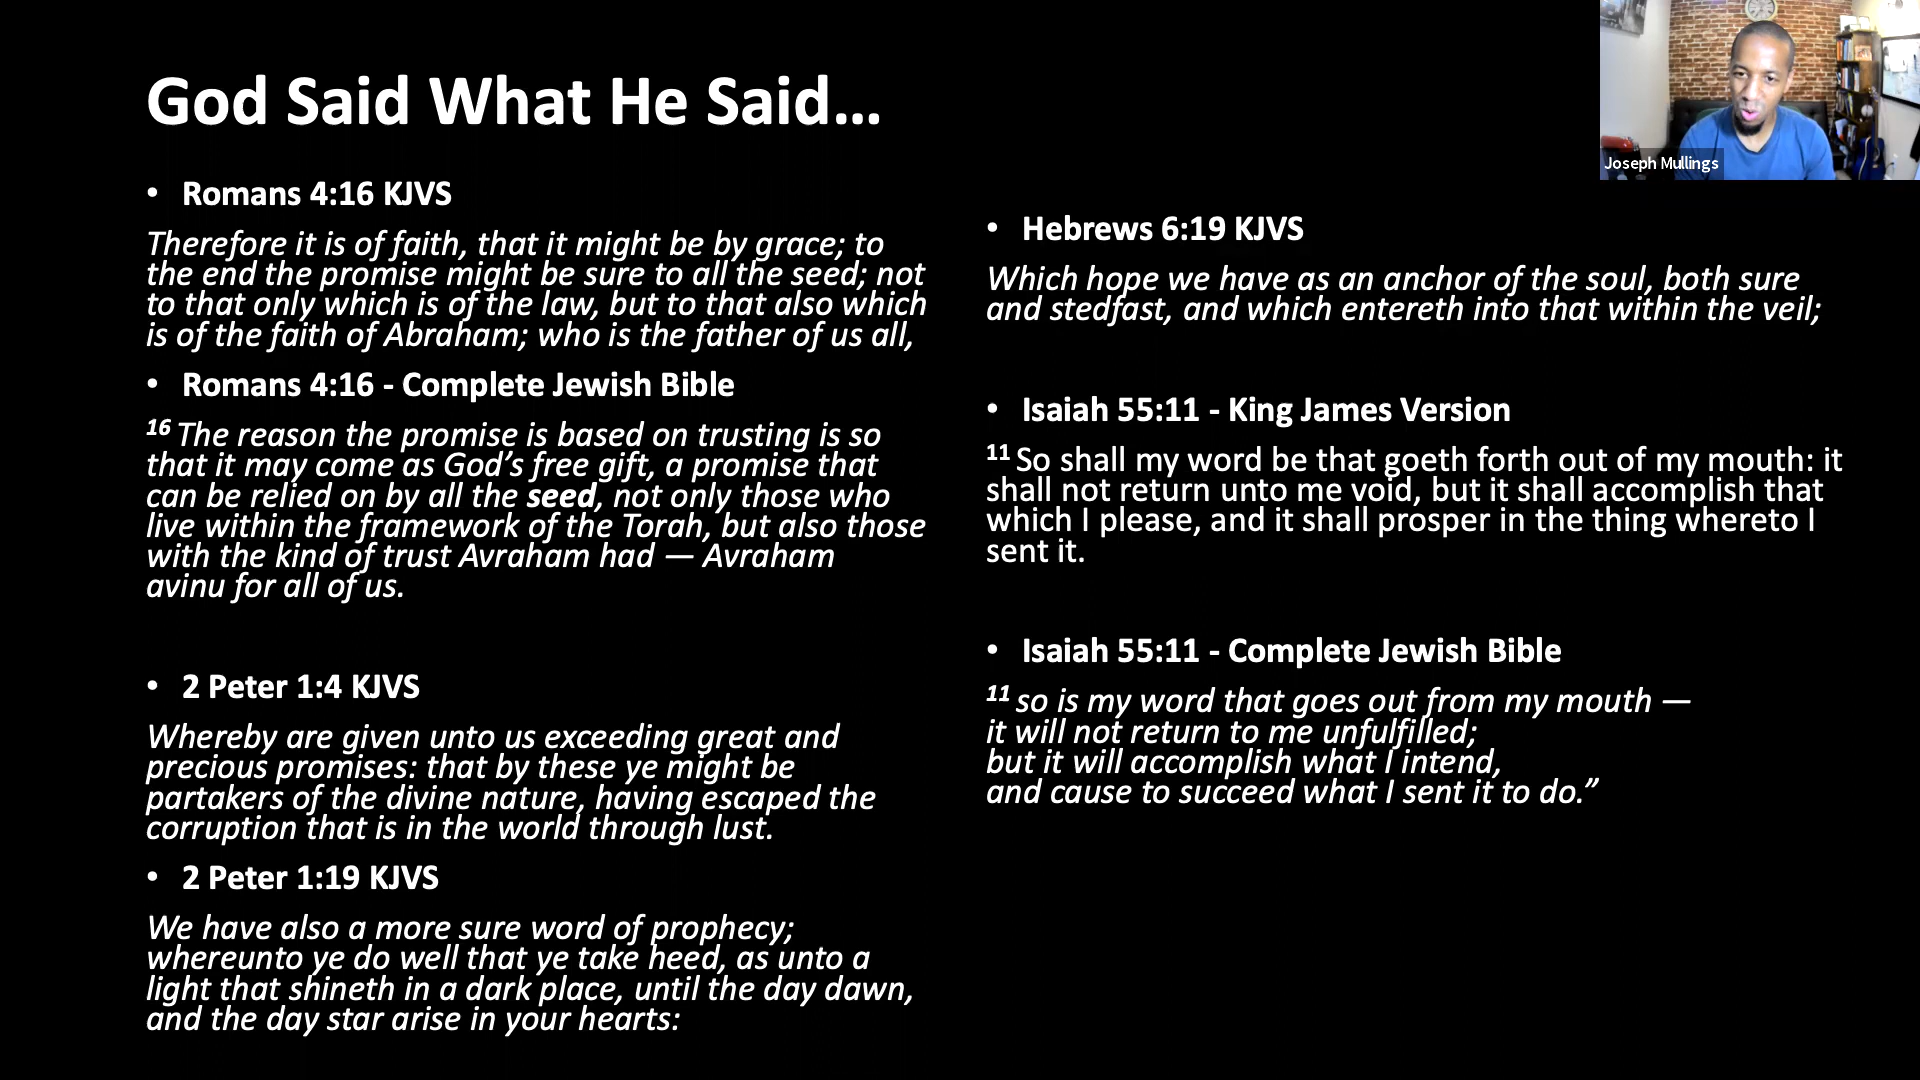 God Said What He Said...
• Romans 4:16 KJVS
Therefore it is of faith, that it might be by grace; to
the end the promise might be sure to all the seed; not
to that only which is of the law, but to that also which
is of the faith of Abraham; who is the father of us all,
• Romans 4:16 - Complete Jewish Bible
16 The reason the promise is based on trusting is so
that it may come as God’s free gift, a promise that
can be relied on by all the seed, not only those who
live within the framework of the Torah, but also those
with the kind of trust Avraham had — Avraham
avinu for all of us.
• 2 Peter 1:4 KJVS
Whereby are given unto us exceeding great and
precious promises: that by these ye might be
partakers of the divine nature, having escaped the
corruption that is in the world through lust.
• 2 Peter 1:19 KJVS
We have also a more sure word of prophecy;
whereunto ye do well that ye take heed, as unto a
light that shineth in a dark place, until the day dawn,
and the day star arise in your hearts:
• Hebrews 6:19 KJVS
Which hope we have as an anchor of the soul, both sure
and stedfast, and which entereth into that within the veil;
• Isaiah 55:11 - King James Version
11 So shall my word be that goeth forth out of my mouth: it
shall not return unto me void, but it shall accomplish that
which I please, and it shall prosper in the thing whereto I
sent it.
• Isaiah 55:11 - Complete Jewish Bible
11 so is my word that goes out from my mouth —
it will not return to me unfulfilled;
but it will accomplish what I intend,
and cause to succeed what I sent it to do.”
Joseph Mullings